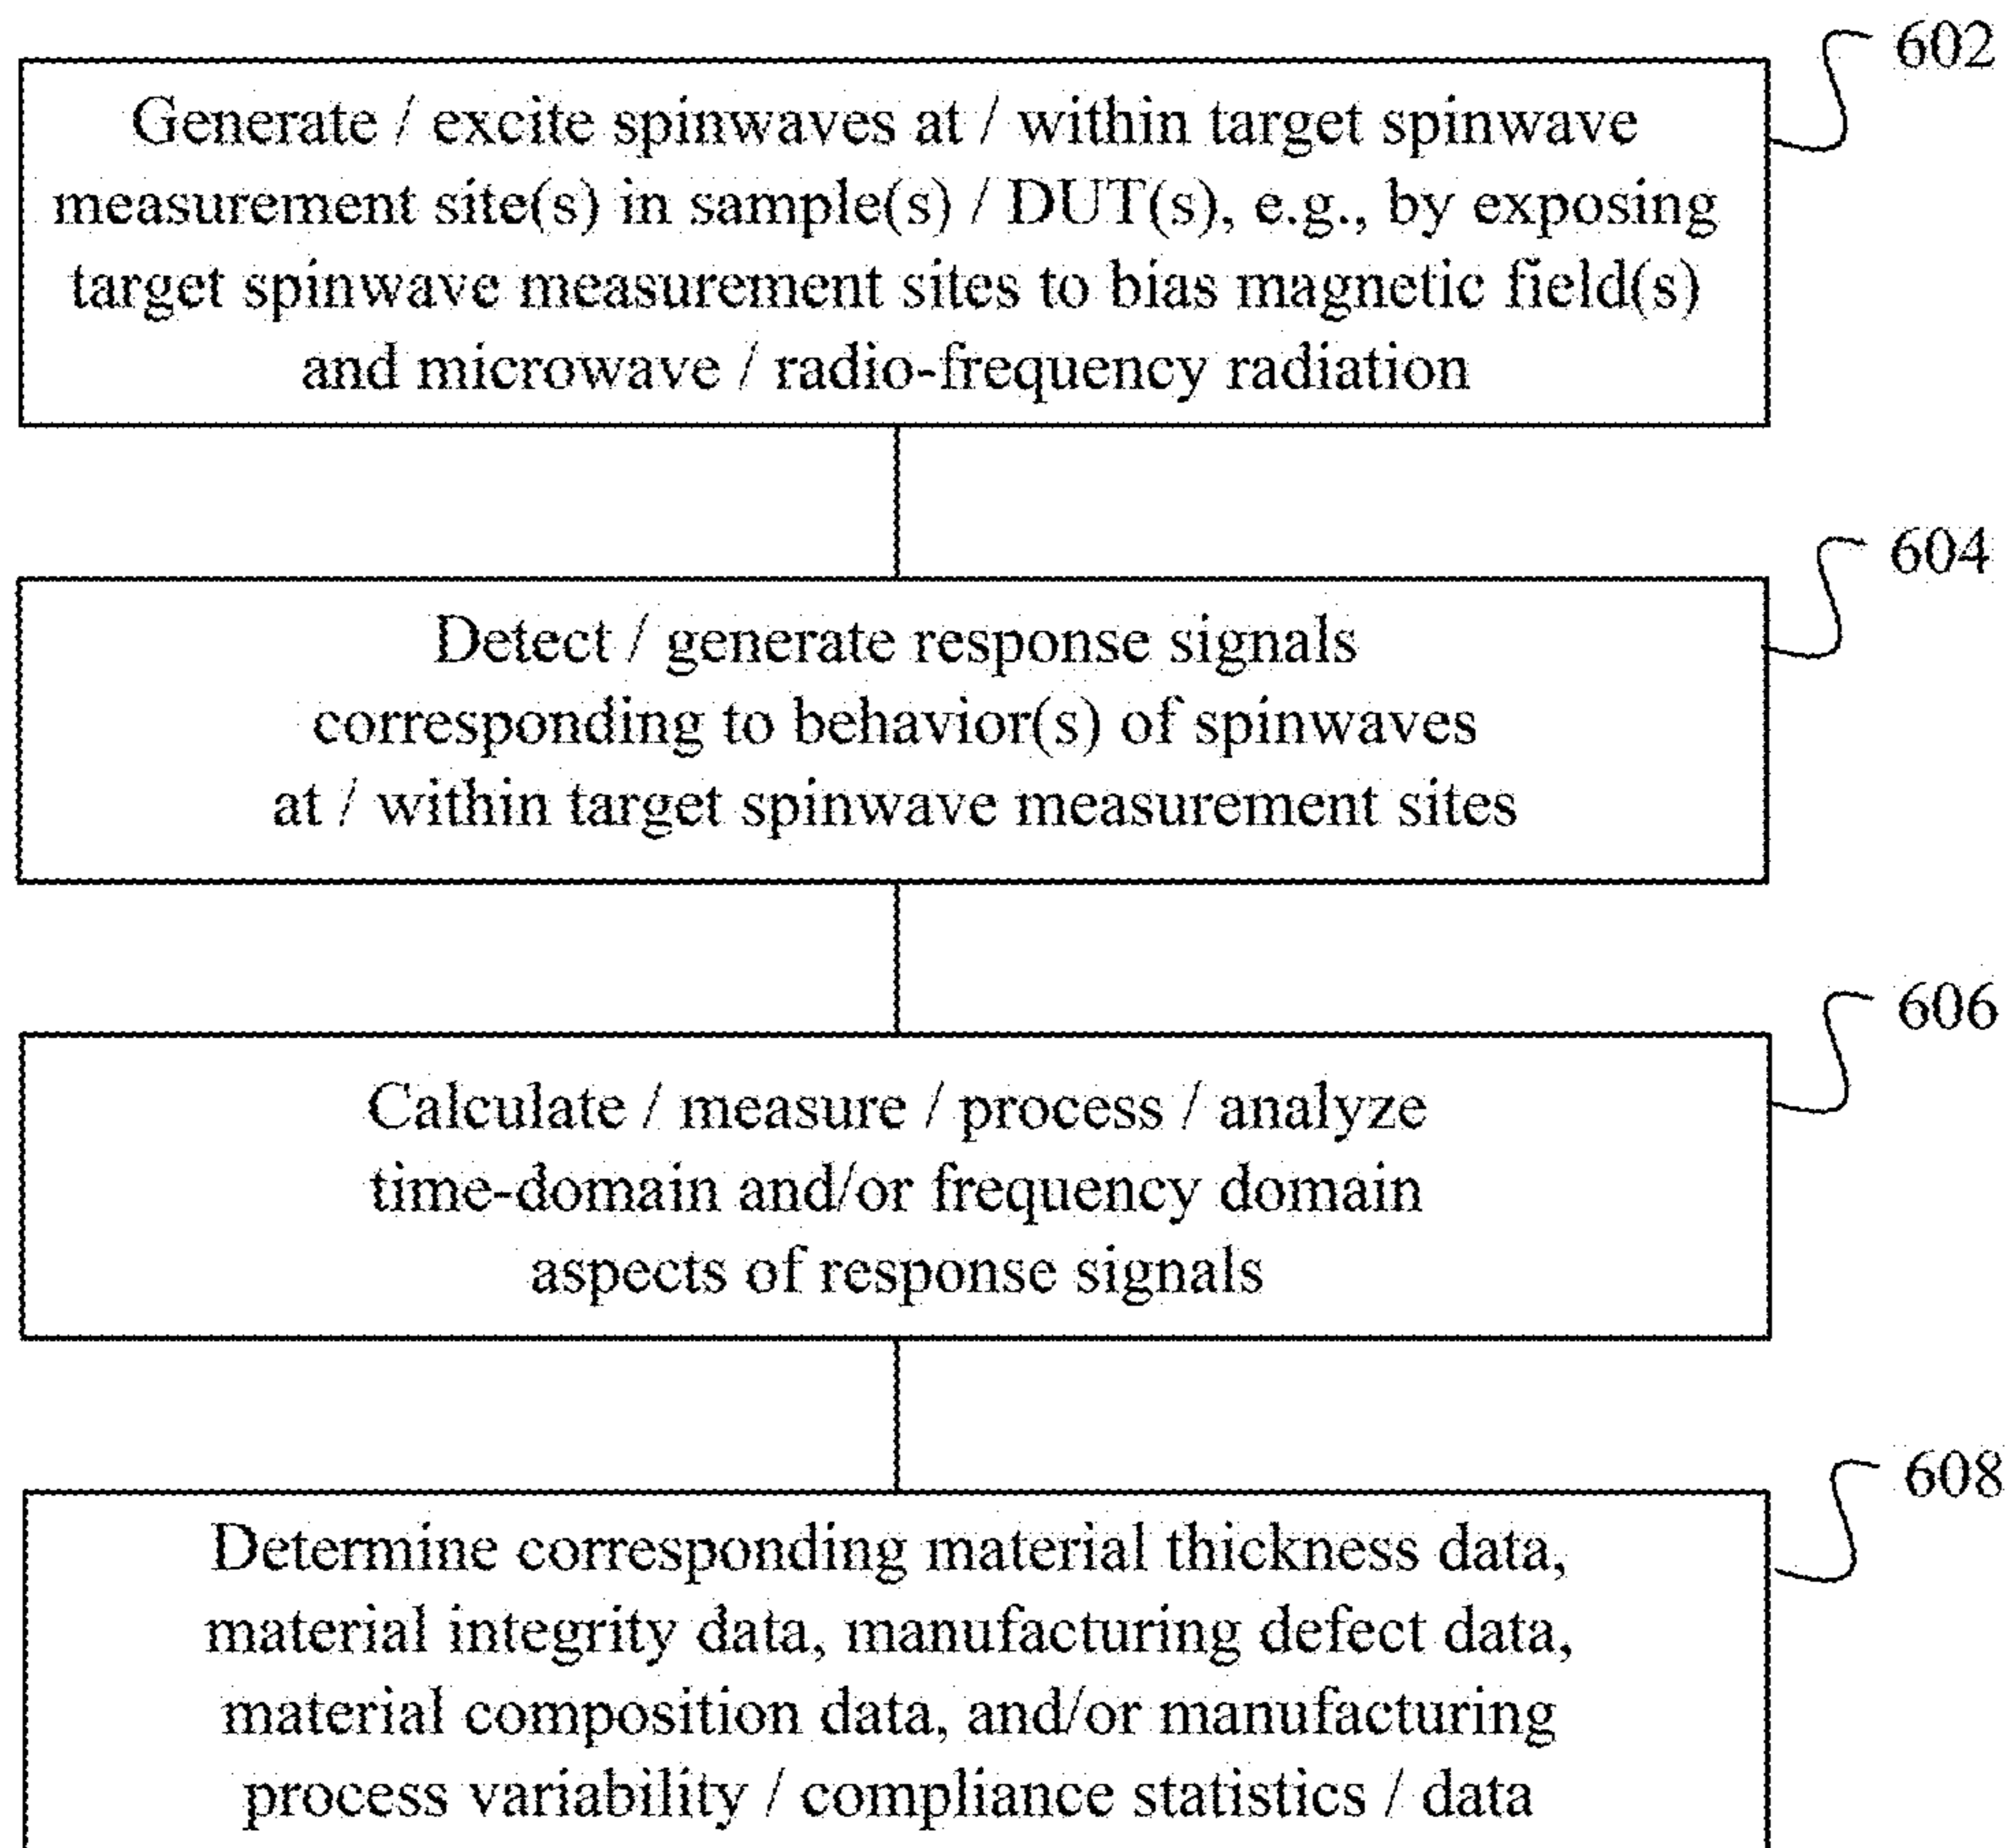 602
Generate / excite spinwaves at / within target spinwave
measurement site(s) in sample(s) / DUT(s), e.g., by exposing
target spinwave measurement sites to bias magnetic field(s)
and microwave / radio-frequency radiation
604
Detect / generate response signals
corresponding to behavior(s) of spinwaves
at / within target spinwave measurement sites
606
Calculate / measure / process / analyze
time-domain and/or frequency domain
aspects of response signals
608
Determine corresponding material thickness data,
material integrity data, manufacturing defect data,
material composition data, and/or manufacturing
process variability / compliance statistics / data